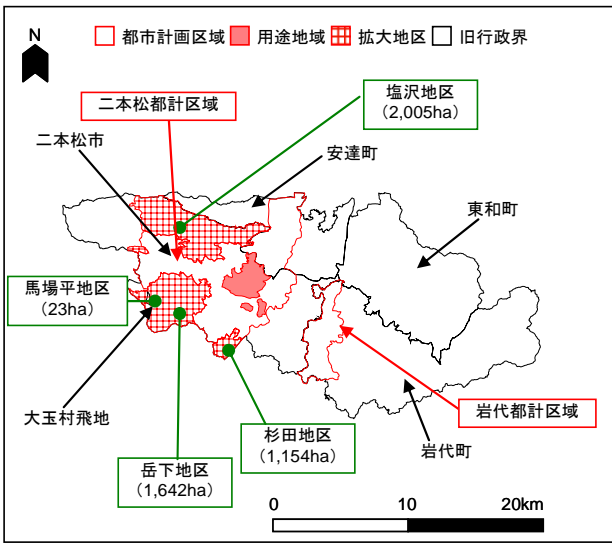 都市計画区域 用途地域 拡大地区 旧行政界
N
塩沢地区
（2,005ha）
二本松都計区域
二本松市
安達町
東和町
馬場平地区
（23ha）
大玉村飛地
杉田地区
（1,154ha）
岩代都計区域
岩代町
岳下地区
（1,642ha）
0 10 20km